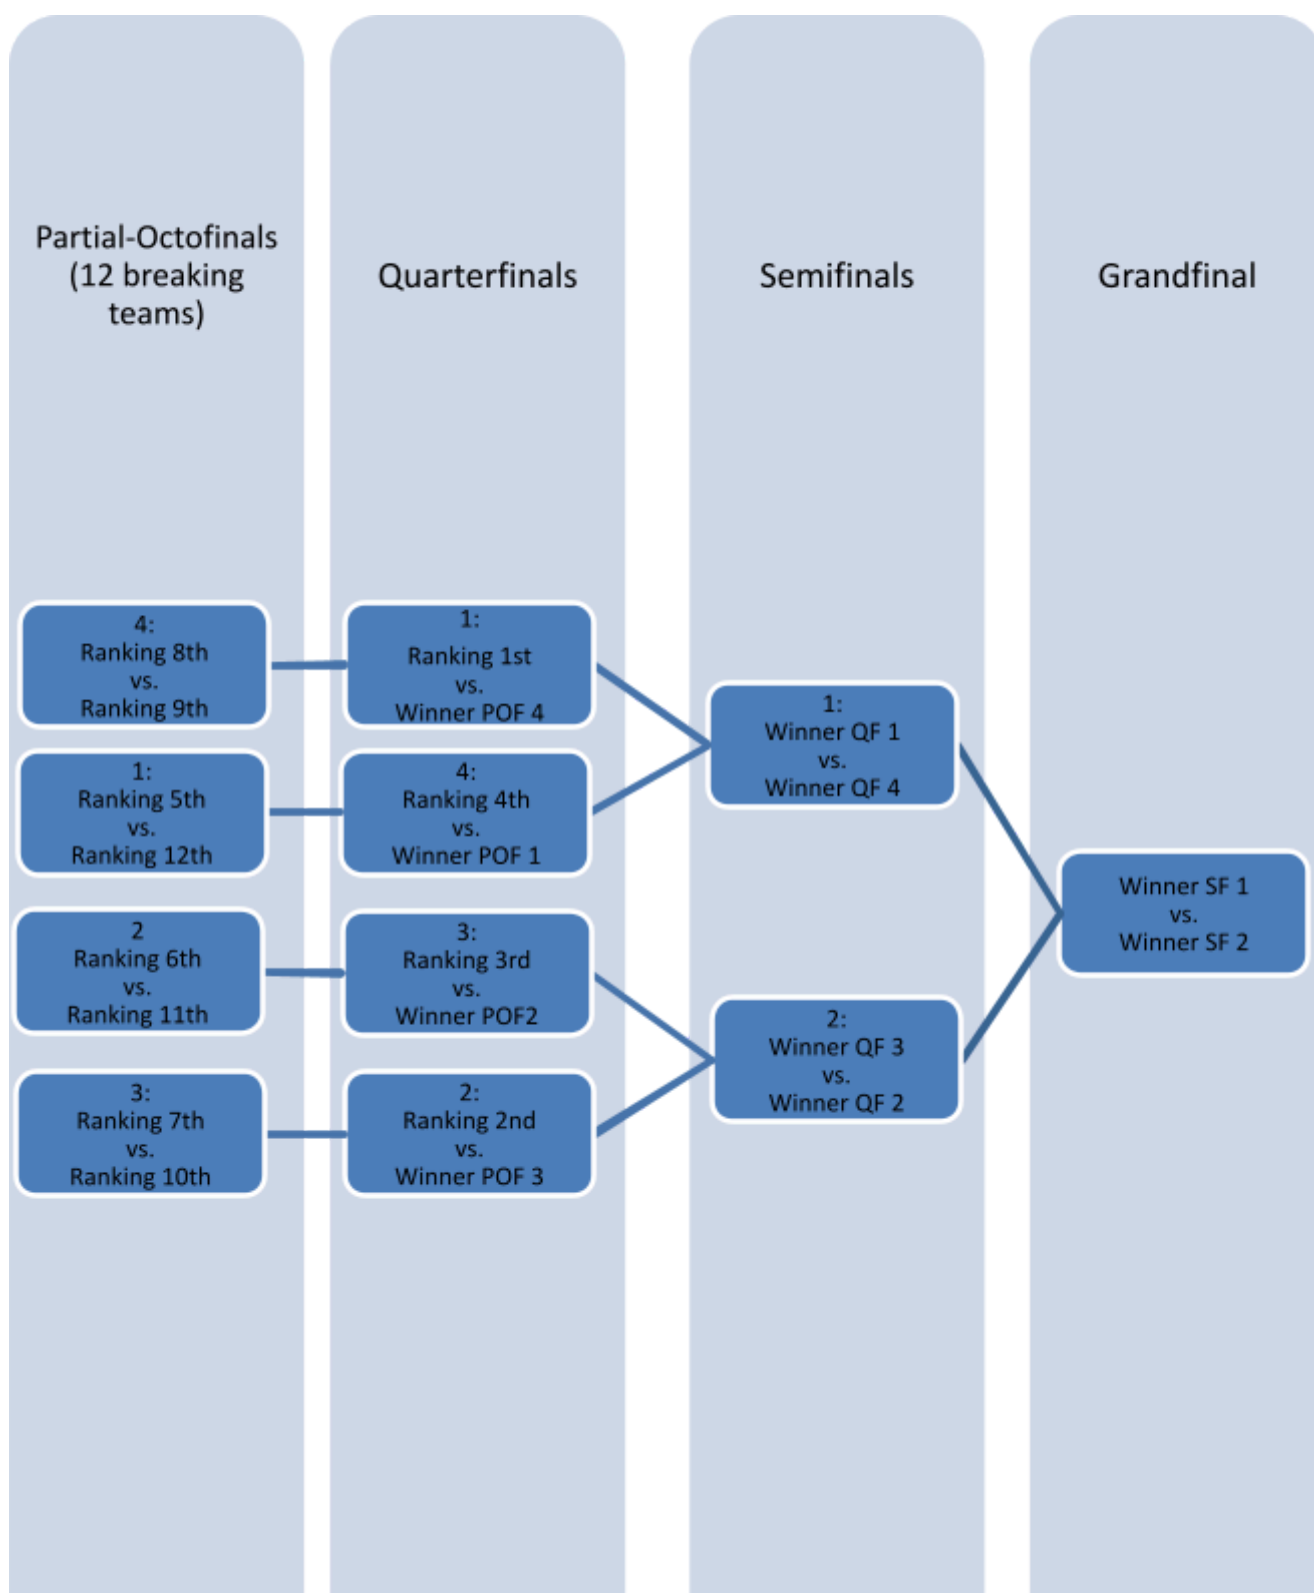 Partial-Octofinals
(12 breaking
teams)
Quarterfinals
Semifinals
Grandfinal
4:
Ranking 8th
vs.
Ranking 9th
1:
Ranking 5th
vs.
Ranking 12th
2
Ranking 6th
vs.
Ranking 11th
3:
Ranking 7th
vs.
Ranking 10th
1:
Ranking 1st
vs.
Winner POF 4
4:
Ranking 4th
vs.
Winner POF 1
3:
Ranking 3rd
vs.
Winner POF2
2:
Ranking 2nd
vs.
Winner POF 3
1:
Winner QF 1
vs.
Winner QF 4
2:
Winner QF 3
vs.
Winner QF 2
Winner SF 1
vs.
Winner SF 2